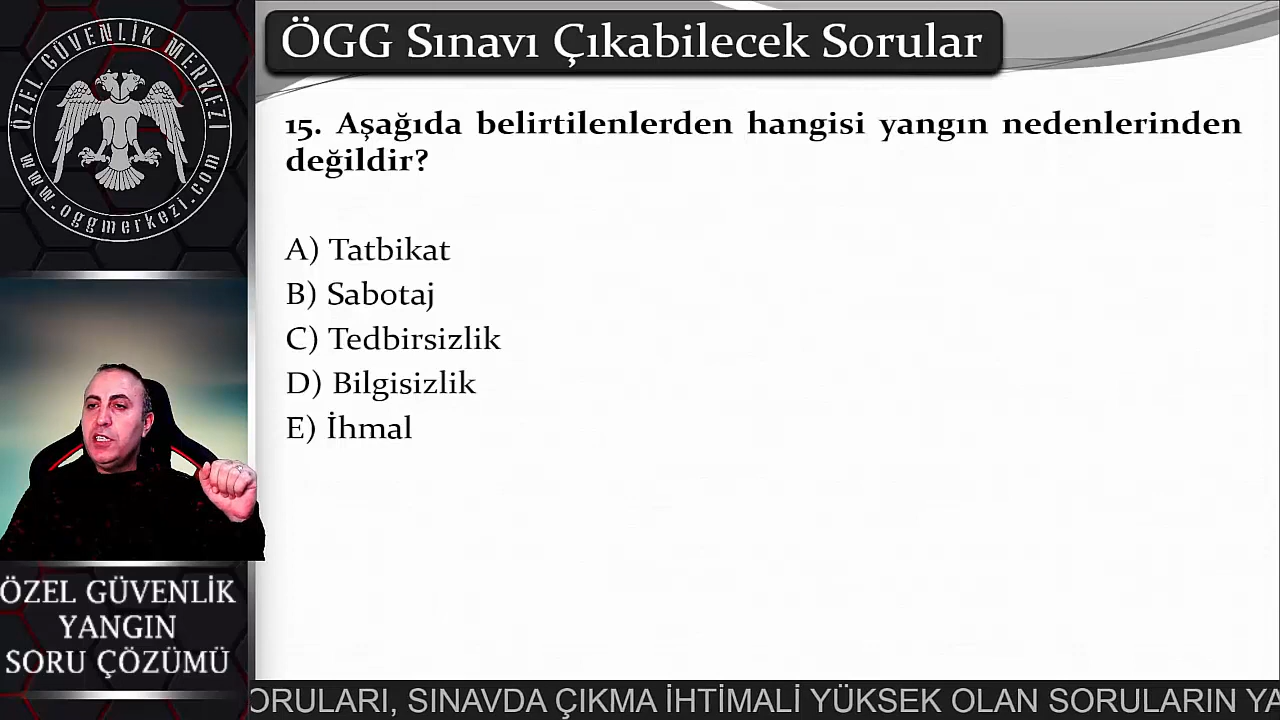 ÖZEL GÜVENLİK MERKEZİ
www.oggmerkezi.com
ÖGG Sınavı Çıkabilecek Sorular
15. Aşağıda belirtilenlerden hangisi yangın nedenlerinden
değildir?
A) Tatbikat
B) Sabotaj
C) Tedbirsizlik
D) Bilgisizlik
E) İhmal
ÖZEL GÜVENLİK
YANGIN
SORU ÇÖZÜMÜ
ORULARI, SINAVDA ÇIKMA İHTİMALİ YÜKSEK OLAN SORULARIN YA